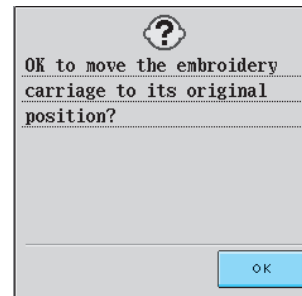 OK to move the embroidery
carriage to its original
position?
OK